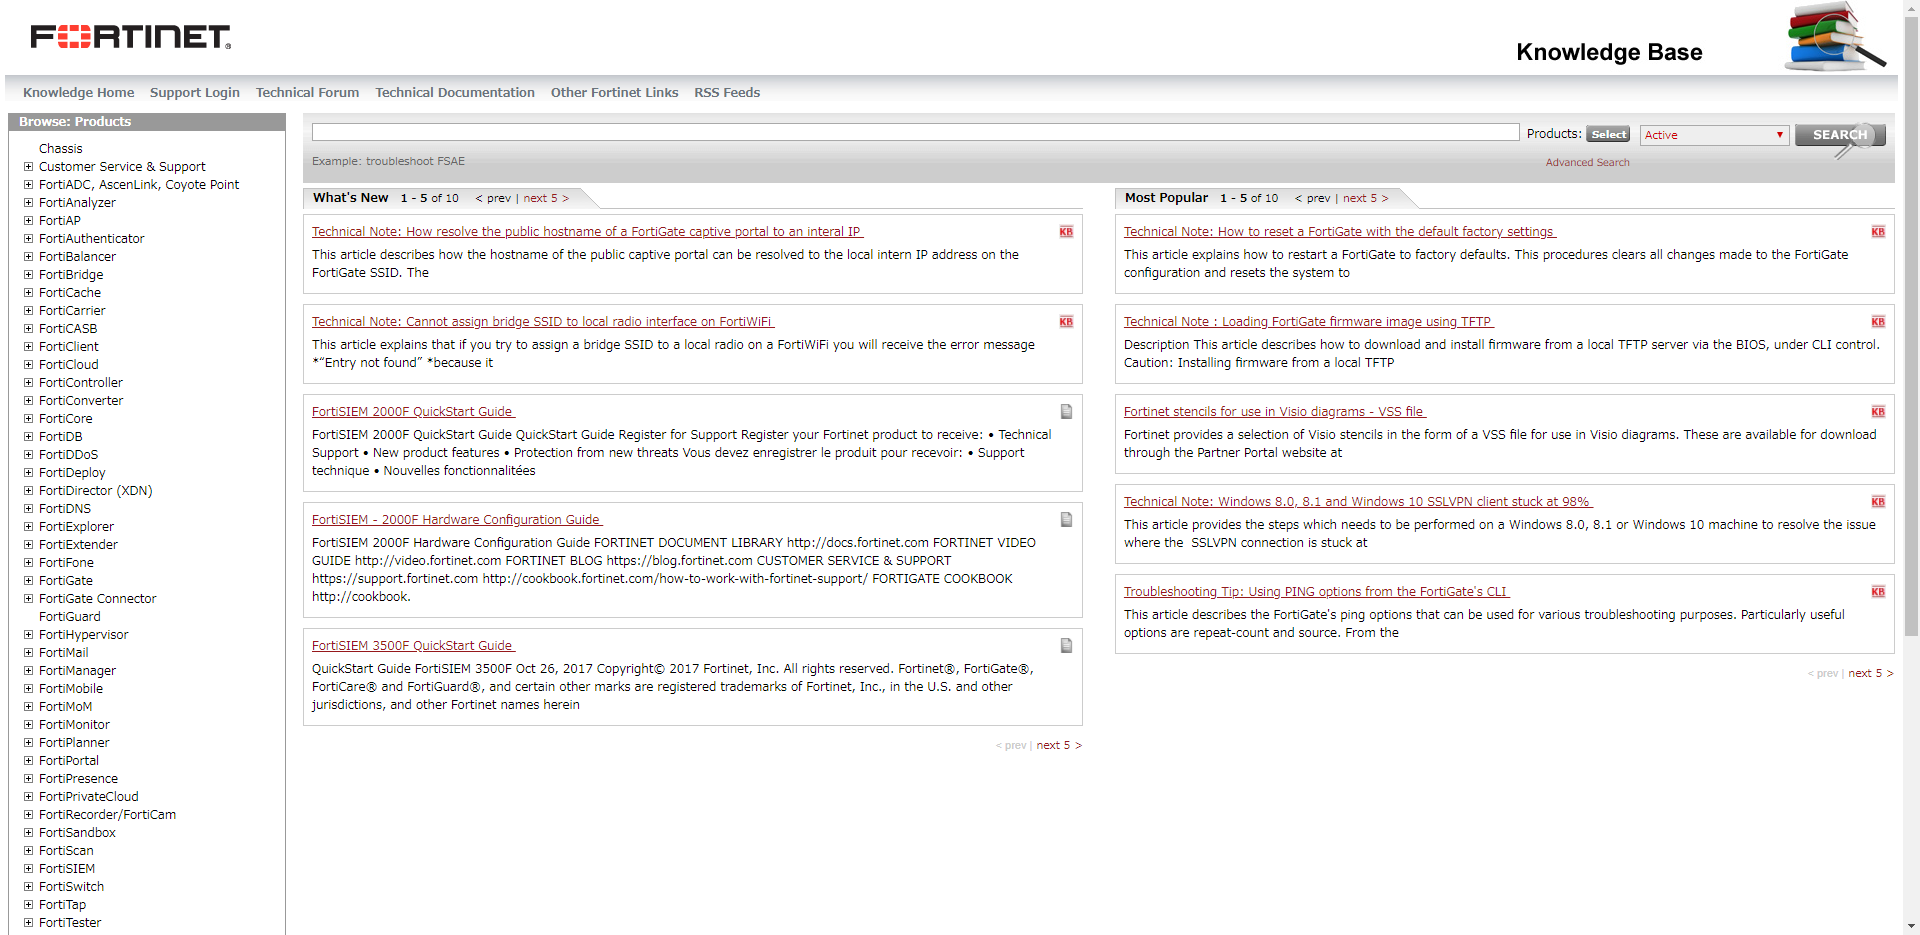 FORTINET
Knowledge Base
Knowledge Home Support Login Technical Forum Technical Documentation Other Fortinet Links RSS Feeds
Browse: Products
Chassis
Customer Service & Support
FortiADC, AscenLink, Coyote Point
FortiAnalyzer
FortiAP
FortiAuthenticator
FortiBalancer
FortiBridge
FortiCache
FortiCarrier
FortiCASB
FortiClient
FortiCloud
FortiController
FortiConverter
FortiCore
FortiDB
FortiDDoS
FortiDeploy
FortiDirector (XDN)
FortiDNS
FortiExplorer
FortiExtender
FortiFone
FortiGate
FortiGate Connector
FortiGuard
FortiHypervisor
FortiMail
FortiManager
FortiMobile
FortiMoM
FortiMonitor
FortiPlanner
FortiPortal
FortiPresence
FortiPrivateCloud
FortiRecorder/FortiCam
FortiSandbox
FortiScan
FortiSIEM
FortiSwitch
FortiTap
FortiTester
Products: Select Active SEARCH
Example: troubleshoot FSAE
Advanced Search
What's New 1 - 5 of 10 < prev | next 5 >
Technical Note: How resolve the public hostname of a FortiGate captive portal to an interal IP
KB
This article describes how the hostname of the public captive portal can be resolved to the local intern IP address on the
FortiGate SSID. The
Technical Note: Cannot assign bridge SSID to local radio interface on FortiWiFi
KB
This article explains that if you try to assign a bridge SSID to a local radio on a FortiWiFi you will receive the error message
*“Entry not found” *because it
FortiSIEM 2000F QuickStart Guide
FortiSIEM 2000F QuickStart Guide QuickStart Guide Register for Support Register your Fortinet product to receive: • Technical
Support • New product features • Protection from new threats Vous devez enregistrer le produit pour recevoir: • Support
technique • Nouvelles fonctionnalitées
FortiSIEM - 2000F Hardware Configuration Guide
FortiSIEM 2000F Hardware Configuration Guide FORTINET DOCUMENT LIBRARY http://docs.fortinet.com FORTINET VIDEO
GUIDE http://video.fortinet.com FORTINET BLOG https://blog.fortinet.com CUSTOMER SERVICE & SUPPORT
https://support.fortinet.com http://cookbook.fortinet.com/how-to-work-with-fortinet-support/ FORTIGATE COOKBOOK
http://cookbook.
FortiSIEM 3500F QuickStart Guide
QuickStart Guide FortiSIEM 3500F Oct 26, 2017 Copyright© 2017 Fortinet, Inc. All rights reserved. Fortinet®, FortiGate®,
FortiCare® and FortiGuard®, and certain other marks are registered trademarks of Fortinet, Inc., in the U.S. and other
jurisdictions, and other Fortinet names herein
< prev | next 5 >
Most Popular 1 - 5 of 10 < prev | next 5 >
Technical Note: How to reset a FortiGate with the default factory settings
KB
This article explains how to restart a FortiGate to factory defaults. This procedures clears all changes made to the FortiGate
configuration and resets the system to
Technical Note : Loading FortiGate firmware image using TFTP
KB
Description This article describes how to download and install firmware from a local TFTP server via the BIOS, under CLI control.
Caution: Installing firmware from a local TFTP
Fortinet stencils for use in Visio diagrams - VSS file
KB
Fortinet provides a selection of Visio stencils in the form of a VSS file for use in Visio diagrams. These are available for download
through the Partner Portal website at
Technical Note: Windows 8.0, 8.1 and Windows 10 SSLVPN client stuck at 98%
KB
This article provides the steps which needs to be performed on a Windows 8.0, 8.1 or Windows 10 machine to resolve the issue
where the SSLVPN connection is stuck at
Troubleshooting Tip: Using PING options from the FortiGate's CLI
KB
This article describes the FortiGate's ping options that can be used for various troubleshooting purposes. Particularly useful
options are repeat-count and source. From the
< prev | next 5 >